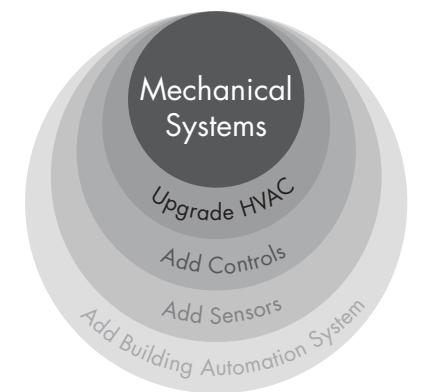 Mechanical
Systems
Upgrade HVAC
Add Controls
Add Sensors
Add Building Automation System